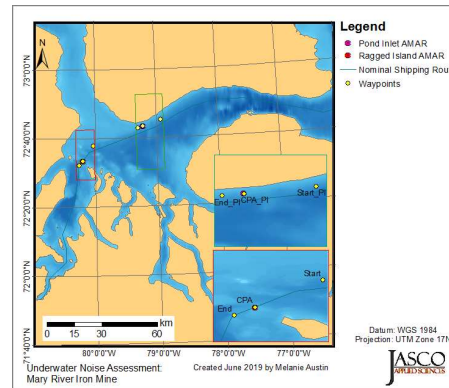 Legend
Pond Inlet AMAR
Ragged Island AMAR
Nominal Shipping Rou
Waypoints
73°0'0"N
72°40'0"N
72°20'0"N
72°0'0"N
71°40'0"N
End_PI
CPA_PI
Start_PI
Start
CPA
End
0 15 30 60
km
80°0'0"W 79°0'0"W 78°0'0"W 77°0'0"W
Underwater Noise Assessment:
Mary River Iron Mine
Created June 2019 by Melanie Austin
Datum: WGS 1984
Projection: UTM Zone 17N
JASCO
APPLIED SCIENCES